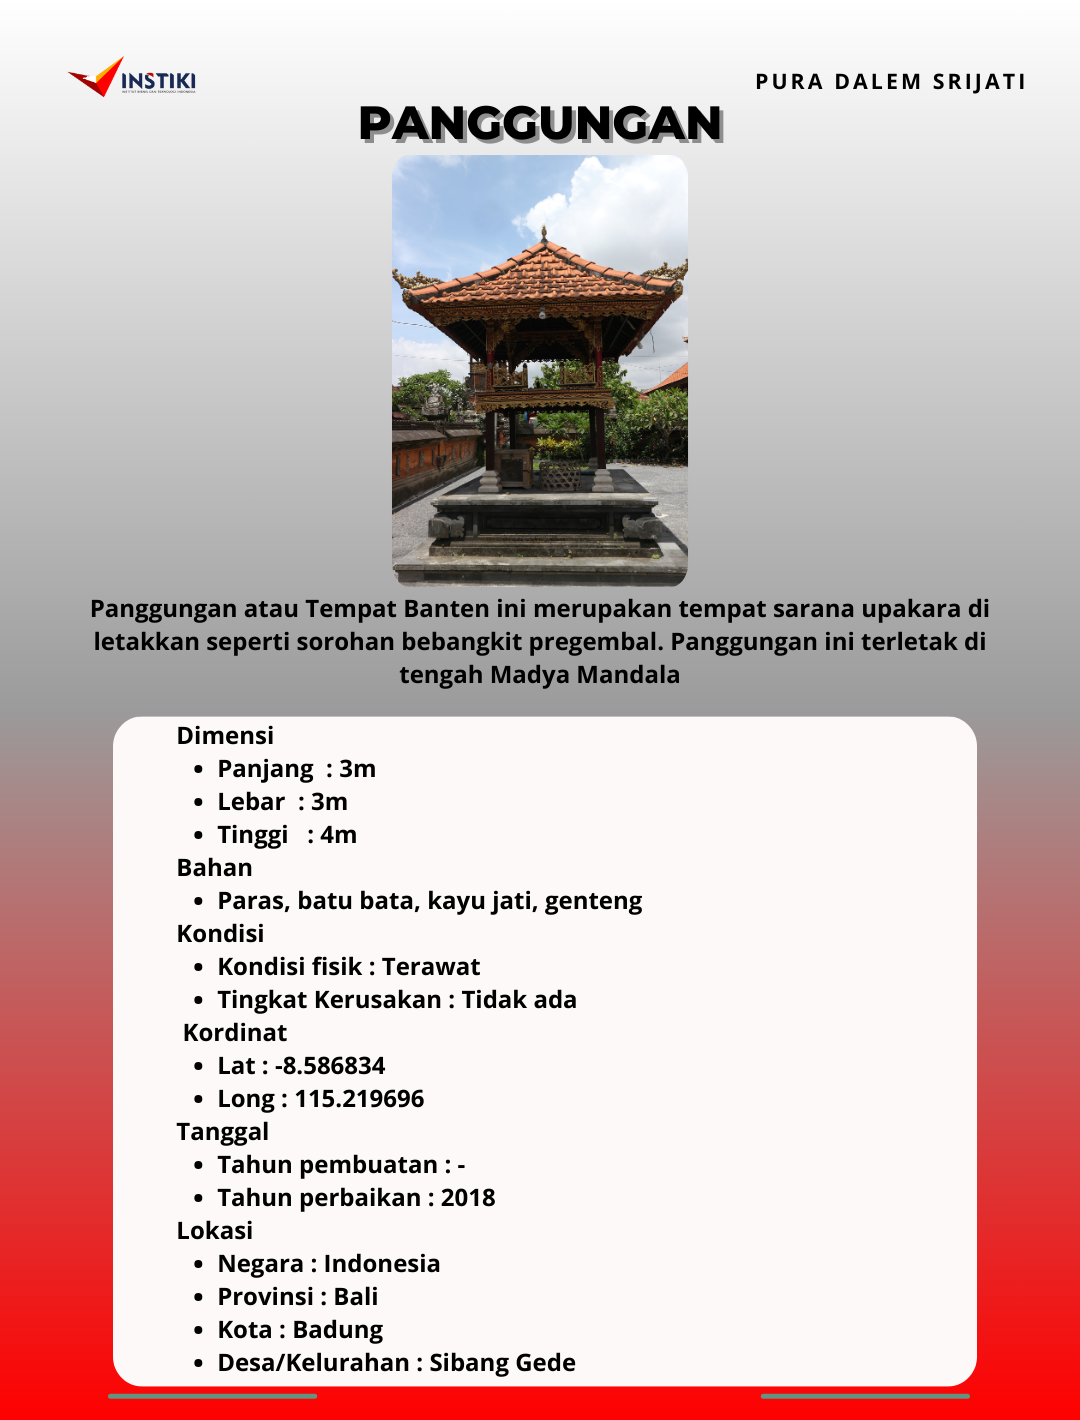 INSTIKI
PURA DALEM SRIJATI
PANGGUNGAN
Panggungan atau Tempat Banten ini merupakan tempat sarana upakara di
letakkan seperti sorohan bebangkit pregembal. Panggungan ini terletak di
tengah Madya Mandala
Dimensi
• Panjang : 3m
• Lebar : 3m
• Tinggi : 4m
Bahan
• Paras, batu bata, kayu jati, genteng
Kondisi
• Kondisi fisik : Terawat
• Tingkat Kerusakan : Tidak ada
Kordinat
• Lat : -8.586834
• Long : 115.219696
Tanggal
• Tahun pembuatan : -
• Tahun perbaikan : 2018
Lokasi
• Negara : Indonesia
• Provinsi : Bali
• Kota : Badung
• Desa/Kelurahan : Sibang Gede